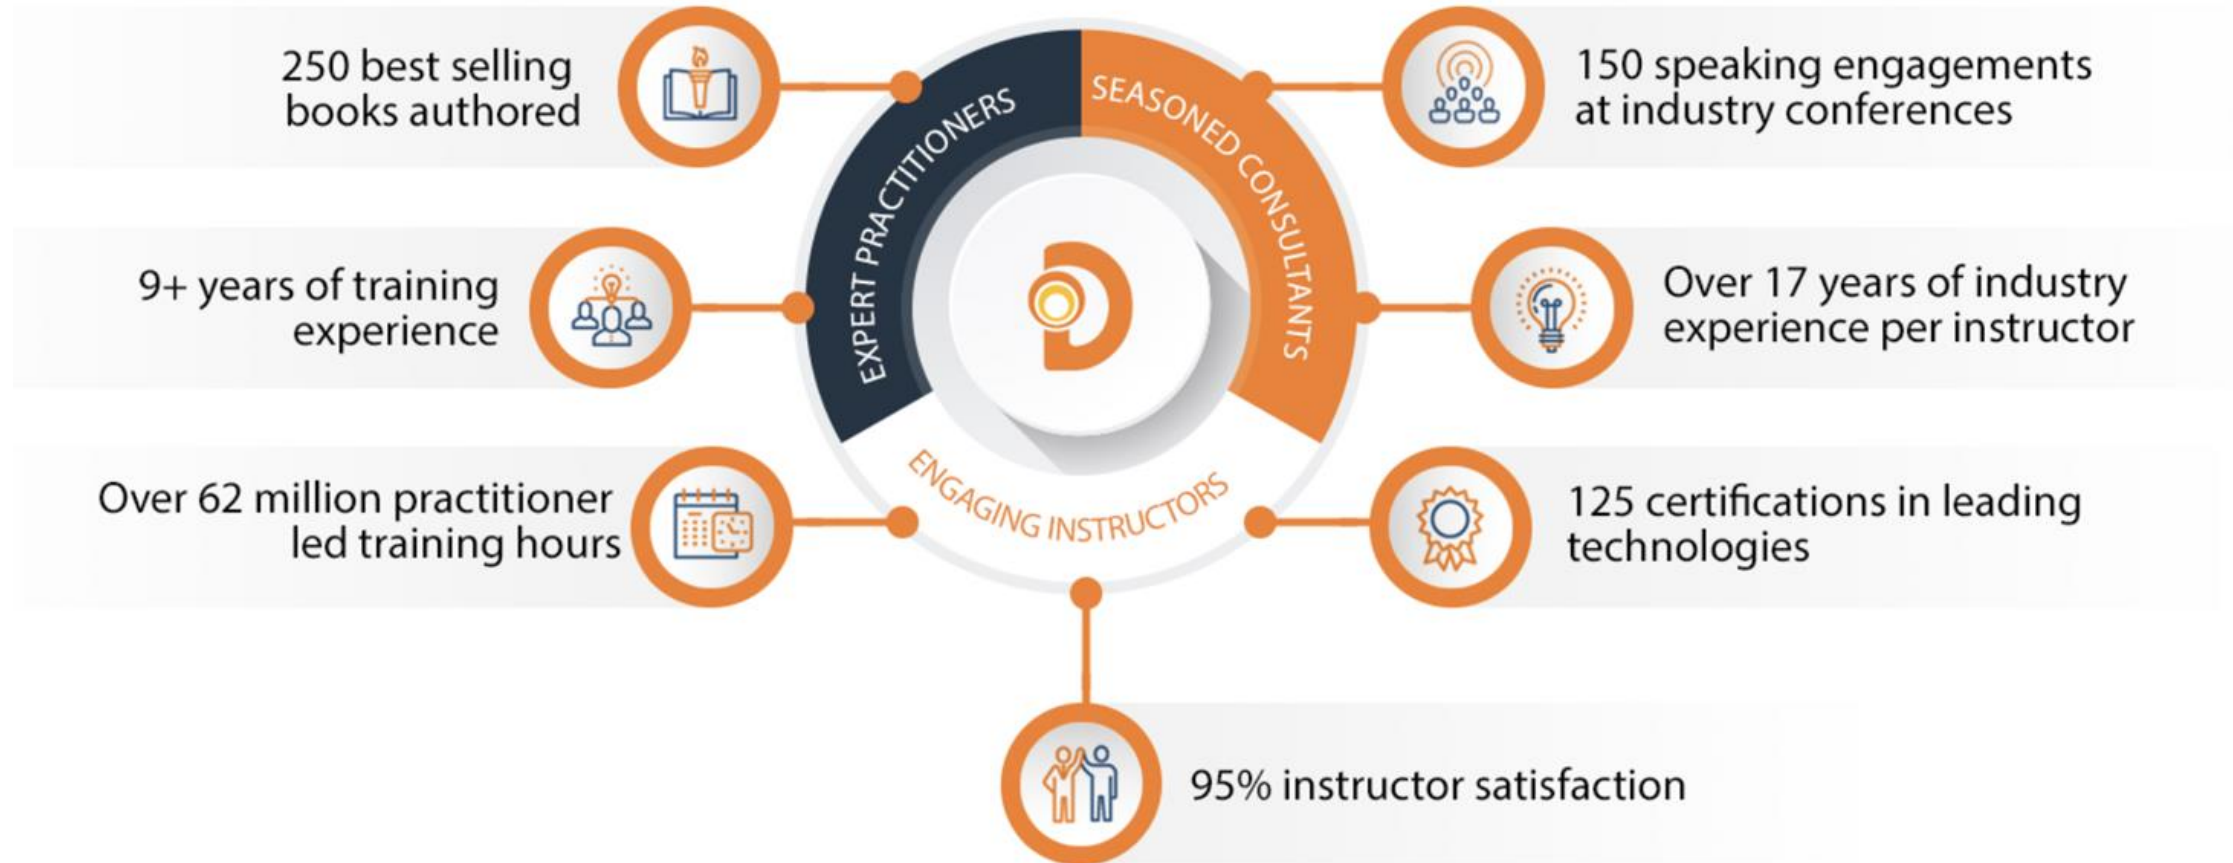 250 best selling
books authored
9+ years of training
experience
Over 62 million practitioner
led training hours
EXPERT PRACTITIONERS
SEASONED CONSULTANTS
ENGAGING INSTRUCTORS
150 speaking engagements
at industry conferences
Over 17 years of industry
experience per instructor
125 certifications in leading
technologies
95% instructor satisfaction